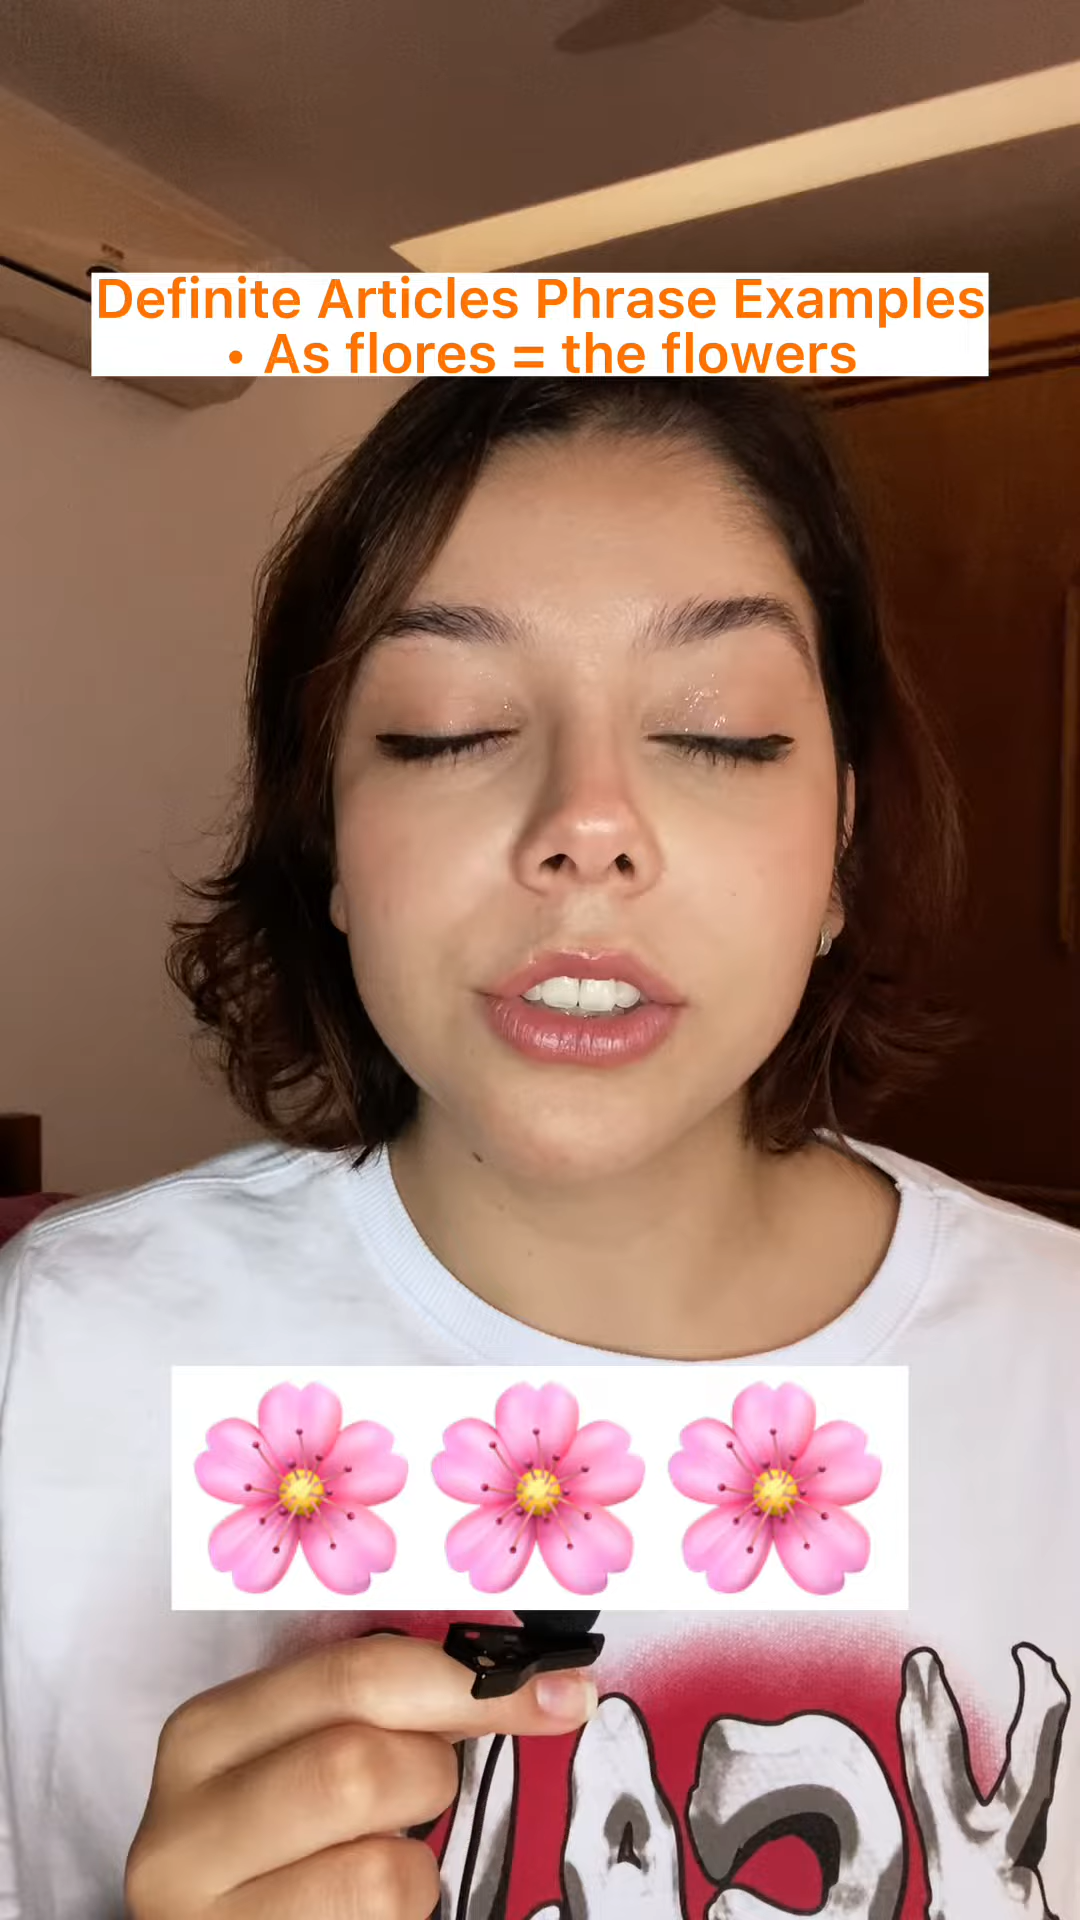 Definite Articles Phrase Examples
• As flores = the flowers